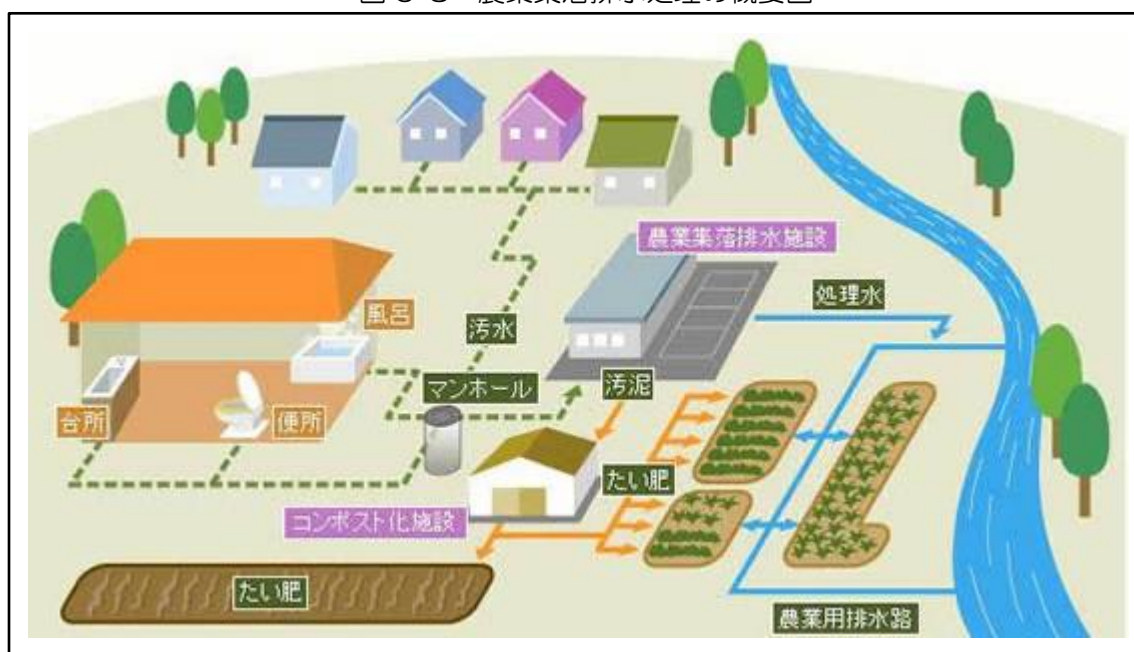 農業集落排水施設
処理水
風呂
汚水
マンホール
汚泥
台所
便所
たい肥
コンポスト化施設
たい肥
農業用排水路